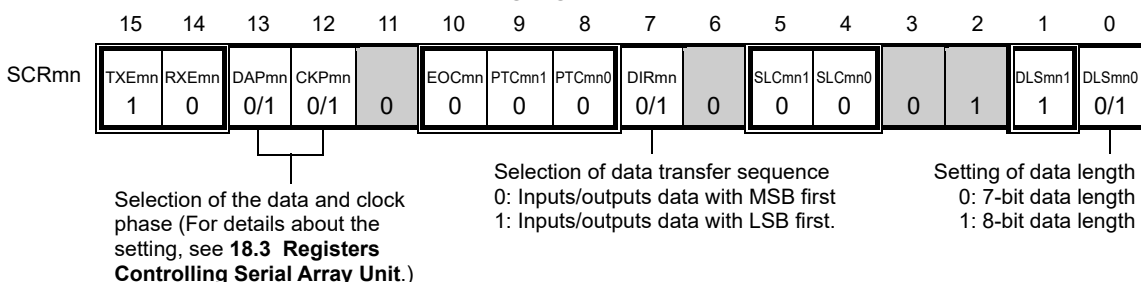 15 14 13 12 11 10 9 8 7 6 5 4 3 2 1 0
SCRmn TXEmn RXEmn DAPmn CKPmn EOCmn PTCmn1 PTCmn0 DIRmn SLCmn1 SLCmn0 DLSmn1 DLSmn0
1 0 0/1 0/1 0 0 0 0 0/1 0 0 0 0 1 1 0/1
Selection of the data and clock
phase (For details about the
setting, see 18.3 Registers
Controlling Serial Array Unit.)
Selection of data transfer sequence
0: Inputs/outputs data with MSB first
1: Inputs/outputs data with LSB first.
Setting of data length
0: 7-bit data length
1: 8-bit data length